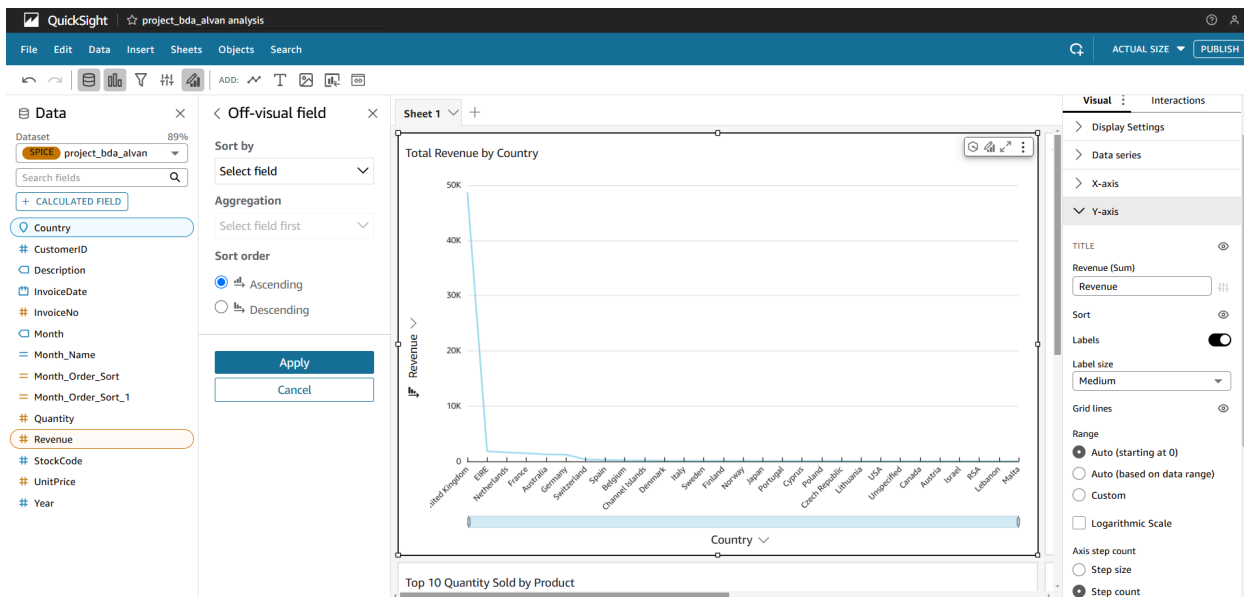 QuickSight
project_bda_alvan analysis
File Edit Data Insert Sheets Objects Search
ACTUAL SIZE
PUBLISH
ADD:
Data
Dataset
89%
SPICE project_bda_alvan
Search fields
+ CALCULATED FIELD
Country
CustomerID
Description
InvoiceDate
InvoiceNo
Month
Month_Name
Month_Order_Sort
Month_Order_Sort_1
Quantity
Revenue
StockCode
UnitPrice
Year
Off-visual field
Sort by
Select field
Aggregation
Select field first
Sort order
Ascending
Descending
Apply
Cancel
Sheet 1
Total Revenue by Country
50K
40K
30K
20K
10K
0
Revenue
.ited Kingdom
EIRE
Netherlands
France
Australia
Germany
Switzerland
Spain
Belgium
Channel Islands
Denmark
Italy
Sweden
Finland
Norway
Japan
Portugal
Cyprus
Poland
Czech Republic
Lithuania
USA
Unspecified
Canada
Austria
Israel
RSA
Lebanon
Malta
Country
Top 10 Quantity Sold by Product
Visual
Interactions
Display Settings
Data series
X-axis
Y-axis
TITLE
Revenue (Sum)
Revenue
Sort
Labels
Label size
Medium
Grid lines
Range
Auto (starting at 0)
Auto (based on data range)
Custom
Logarithmic Scale
Axis step count
Step size
Step count